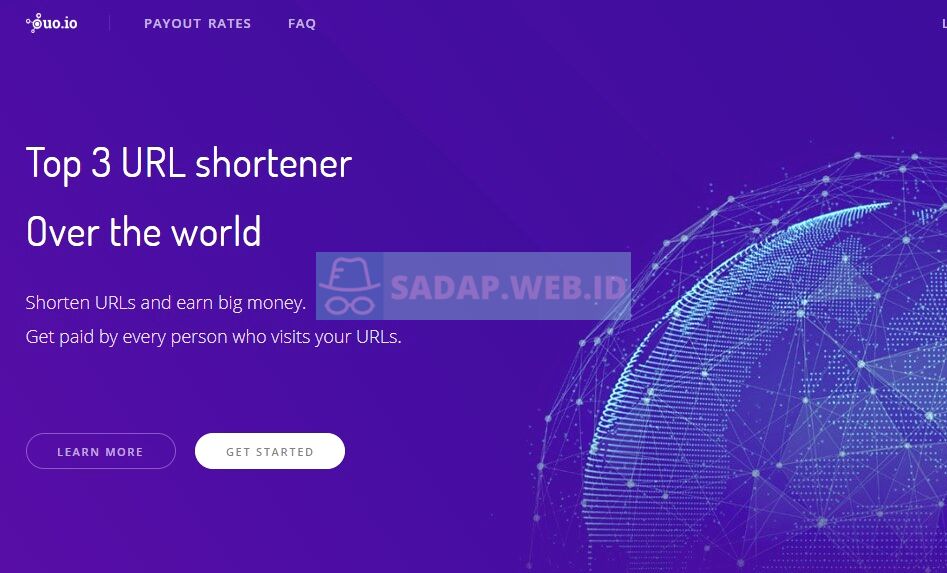 ouo.io
PAYOUT RATES
FAQ
Top 3 URL shortener
Over the world
SADAP.WEB.ID
Shorten URLs and earn big money.
Get paid by every person who visits your URLs.
LEARN MORE
GET STARTED